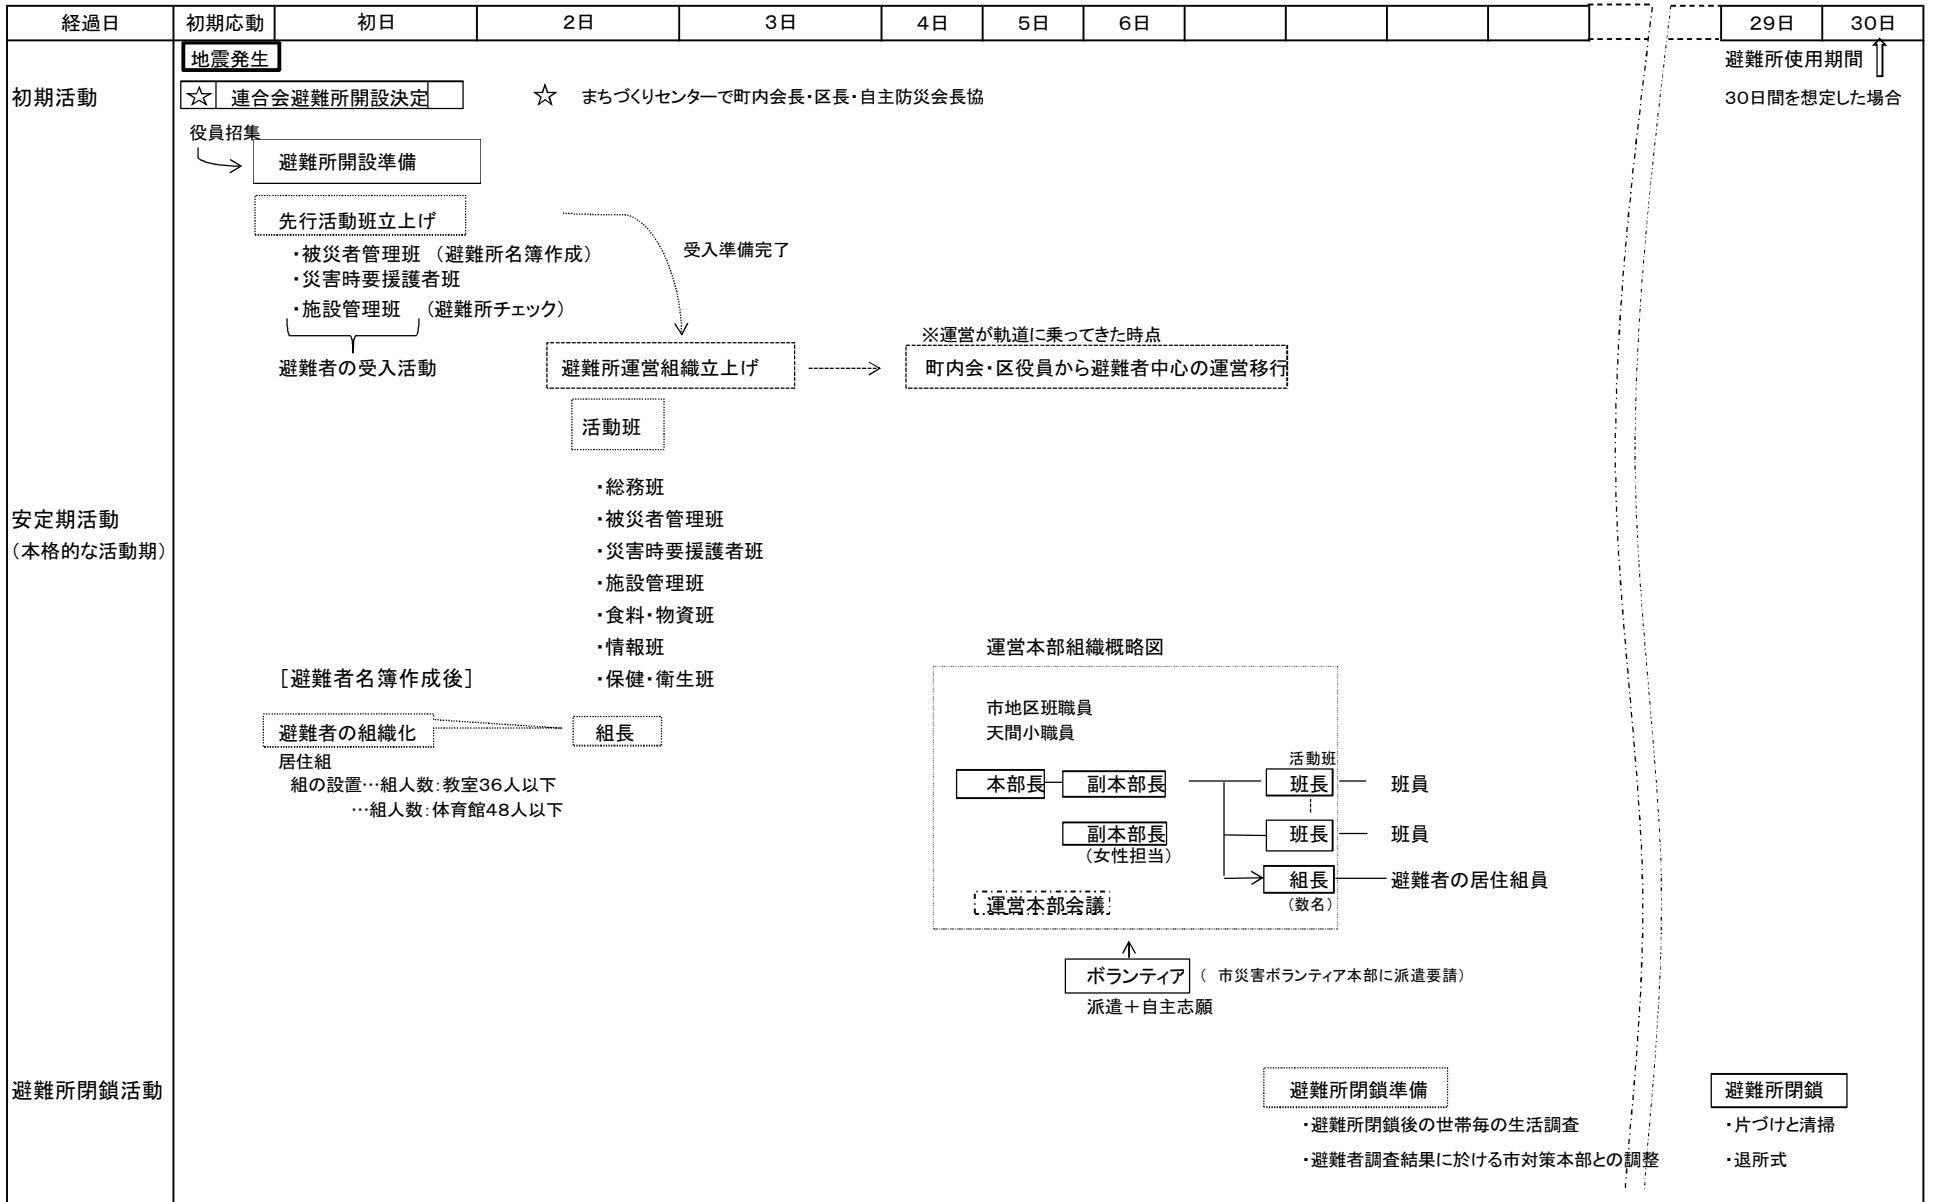 経過日 初期応動 初日 2日 3日 4日 5日 6日 29日 30日
地震発生 避難所使用期間
初期活動 ☆ 連合会避難所開設決定 ☆ まちづくりセンターで町内会長・区長・自主防災会長協 30日間を想定した場合
役員招集
避難所開設準備
先行活動班立上げ
・被災者管理班 (避難所名簿作成) 受入準備完了
・災害時要援護者班
・施設管理班 (避難所チェック)
※運営が軌道に乗ってきた時点
避難者の受入活動 避難所運営組織立上げ 町内会・区役員から避難者中心の運営移行
活動班
・総務班
安定期活動 ・被災者管理班
(本格的な活動期) ・災害時要援護者班
・施設管理班
・食料・物資班
・情報班 運営本部組織概略図
[避難者名簿作成後] ・保健・衛生班
市地区班職員
避難者の組織化 組長 天間小職員
居住組 活動班
組の設置…組人数:教室36人以下 本部長 副本部長 班長 班員
…組人数:体育館48人以下
副本部長 班長 班員
(女性担当)
組長 避難者の居住組員
運営本部会議 (数名)
ボランティア ( 市災害ボランティア本部に派遣要請)
派遣+自主志願
避難所閉鎖活動 避難所閉鎖準備 避難所閉鎖
・避難所閉鎖後の世帯毎の生活調査 ・片づけと清掃
・避難者調査結果に於ける市対策本部との調整 ・退所式